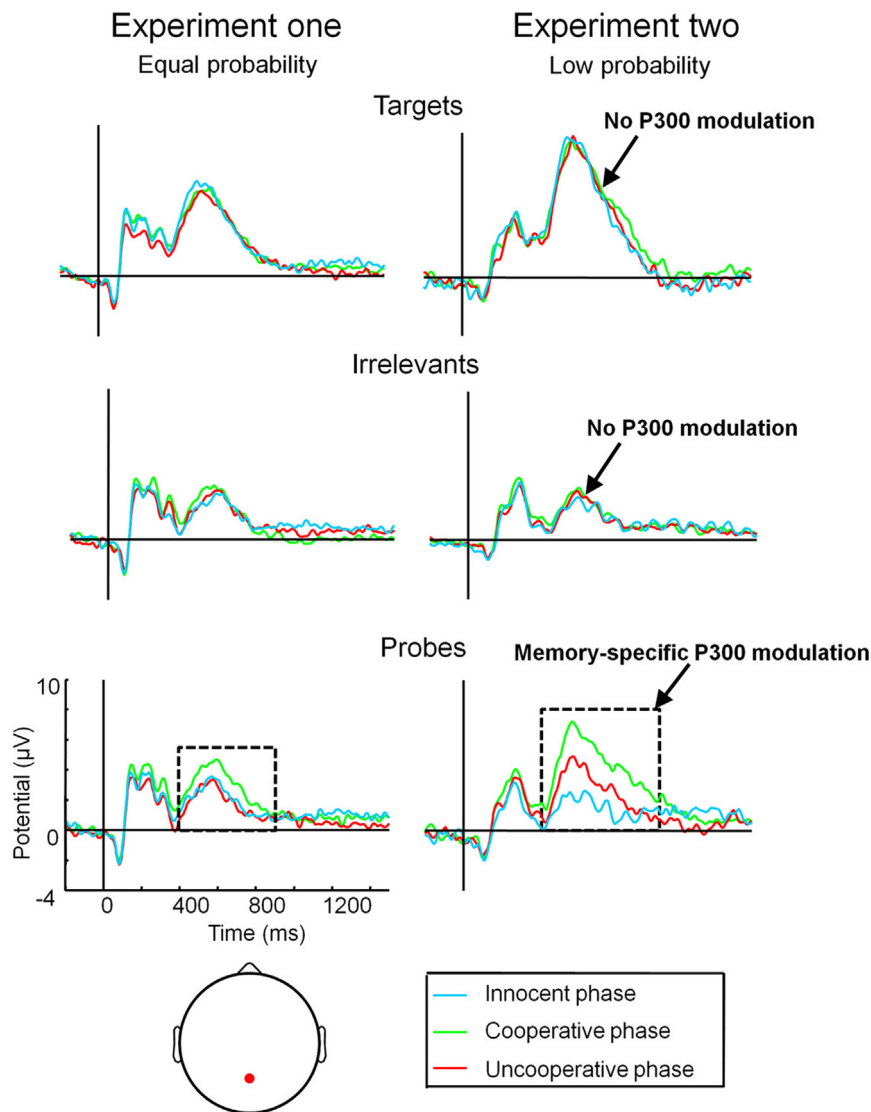 Experiment one
Experiment two
Equal probability
Low probability
Targets
No P300 modulation
Irrelevants
No P300 modulation
Probes
Memory-specific P300 modulation
10
Potential (µV)
0
-4
0 400 800 1200
Time (ms)
Innocent phase
Cooperative phase
Uncooperative phase